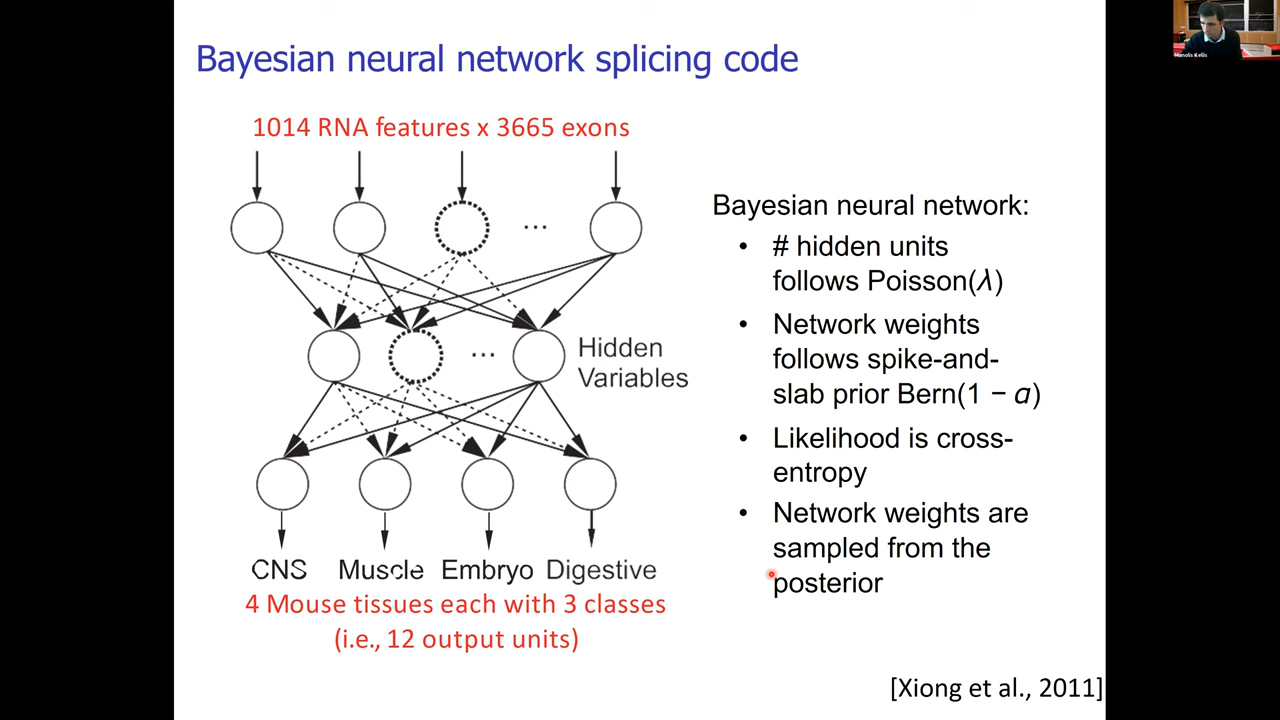 Bayesian neural network splicing code
1014 RNA features x 3665 exons
...
Hidden
Variables
...
CNS Muscle Embryo Digestive
4 Mouse tissues each with 3 classes
(i.e., 12 output units)
Bayesian neural network:
• # hidden units
follows Poisson(λ)
• Network weights
follows spike-and-
slab prior Bern(1 − α)
• Likelihood is cross-
entropy
• Network weights are
sampled from the
posterior
[Xiong et al., 2011]
Manolis Kellis